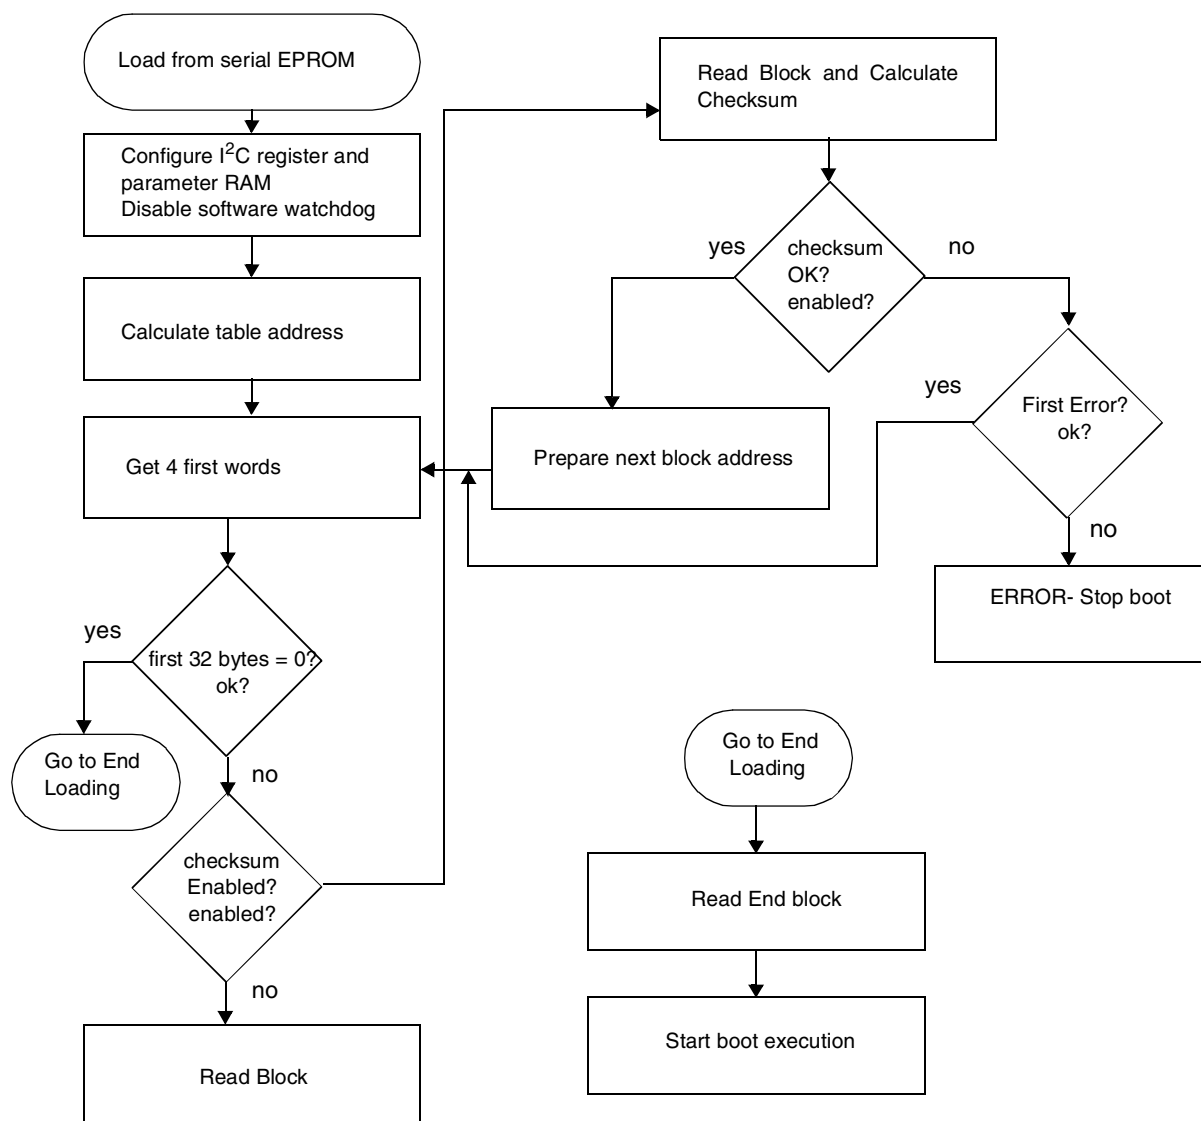 Load from serial EPROM
Configure I²C register and
parameter RAM
Disable software watchdog
Calculate table address
Get 4 first words
yes
first 32 bytes = 0?
ok?
Go to End
Loading
no
checksum
Enabled?
enabled?
no
Read Block
Read Block and Calculate
Checksum
yes
checksum
OK?
enabled?
no
Prepare next block address
yes
First Error?
ok?
no
ERROR- Stop boot
Go to End
Loading
Read End block
Start boot execution